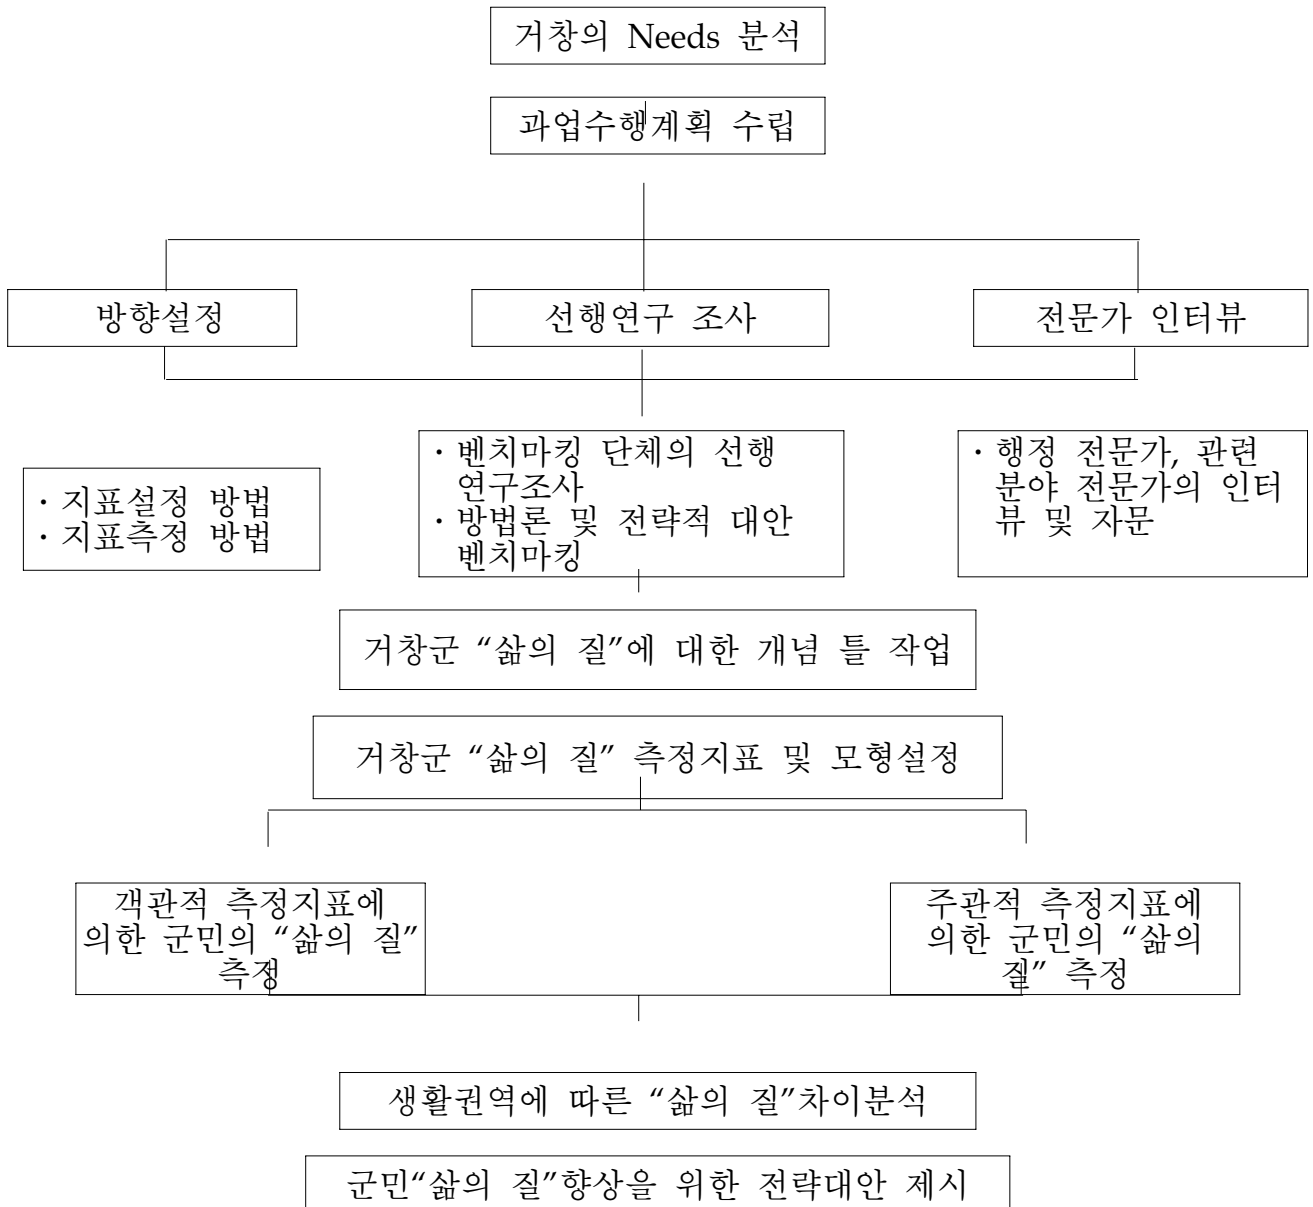 거창의 Needs 분석
과업수행계획 수립
방향설정
선행연구 조사
전문가 인터뷰
· 지표설정 방법
· 지표측정 방법
· 벤치마킹 단체의 선행
연구조사
· 방법론 및 전략적 대안
벤치마킹
· 행정 전문가, 관련
분야 전문가의 인터
뷰 및 자문
거창군 “삶의 질”에 대한 개념 틀 작업
거창군 “삶의 질” 측정지표 및 모형설정
객관적 측정지표에
의한 군민의 “삶의 질”
측정
주관적 측정지표에
의한 군민의 “삶의
질” 측정
생활권역에 따른 “삶의 질”차이분석
군민“삶의 질”향상을 위한 전략대안 제시